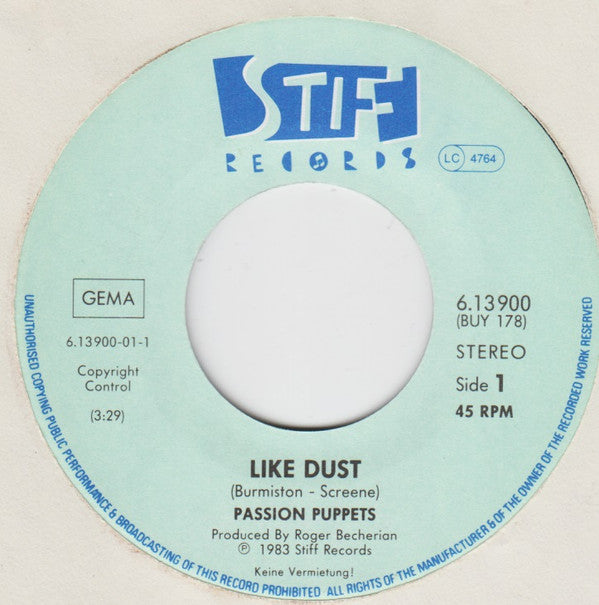 STIFF
RECORDS
LC 4764
GEMA
6.13900-01-1
Copyright
Control
(3:29)
6.13900
(BUY 178)
STEREO
Side 1
45 RPM
LIKE DUST
(Burmiston - Screene)
PASSION PUPPETS
Produced By Roger Becherian
℗ 1983 Stiff Records
Keine Vermietung!
UNAUTHORISED COPYING PUBLIC PERFORMANCE & BROADCASTING OF THIS RECORD PROHIBITED ALL RIGHTS OF THE MANUFACTURER & OF THE OWNER OF THE RECORDED WORK RESERVED